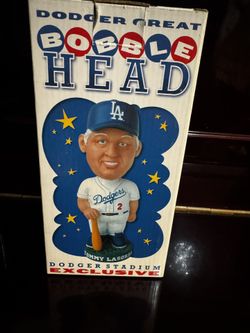 DODGER GREAT
BOBBLE
HEAD
LA
Dodgers
2
TOMMY LASORDA
DODGER STADIUM
EXCLUSIVE